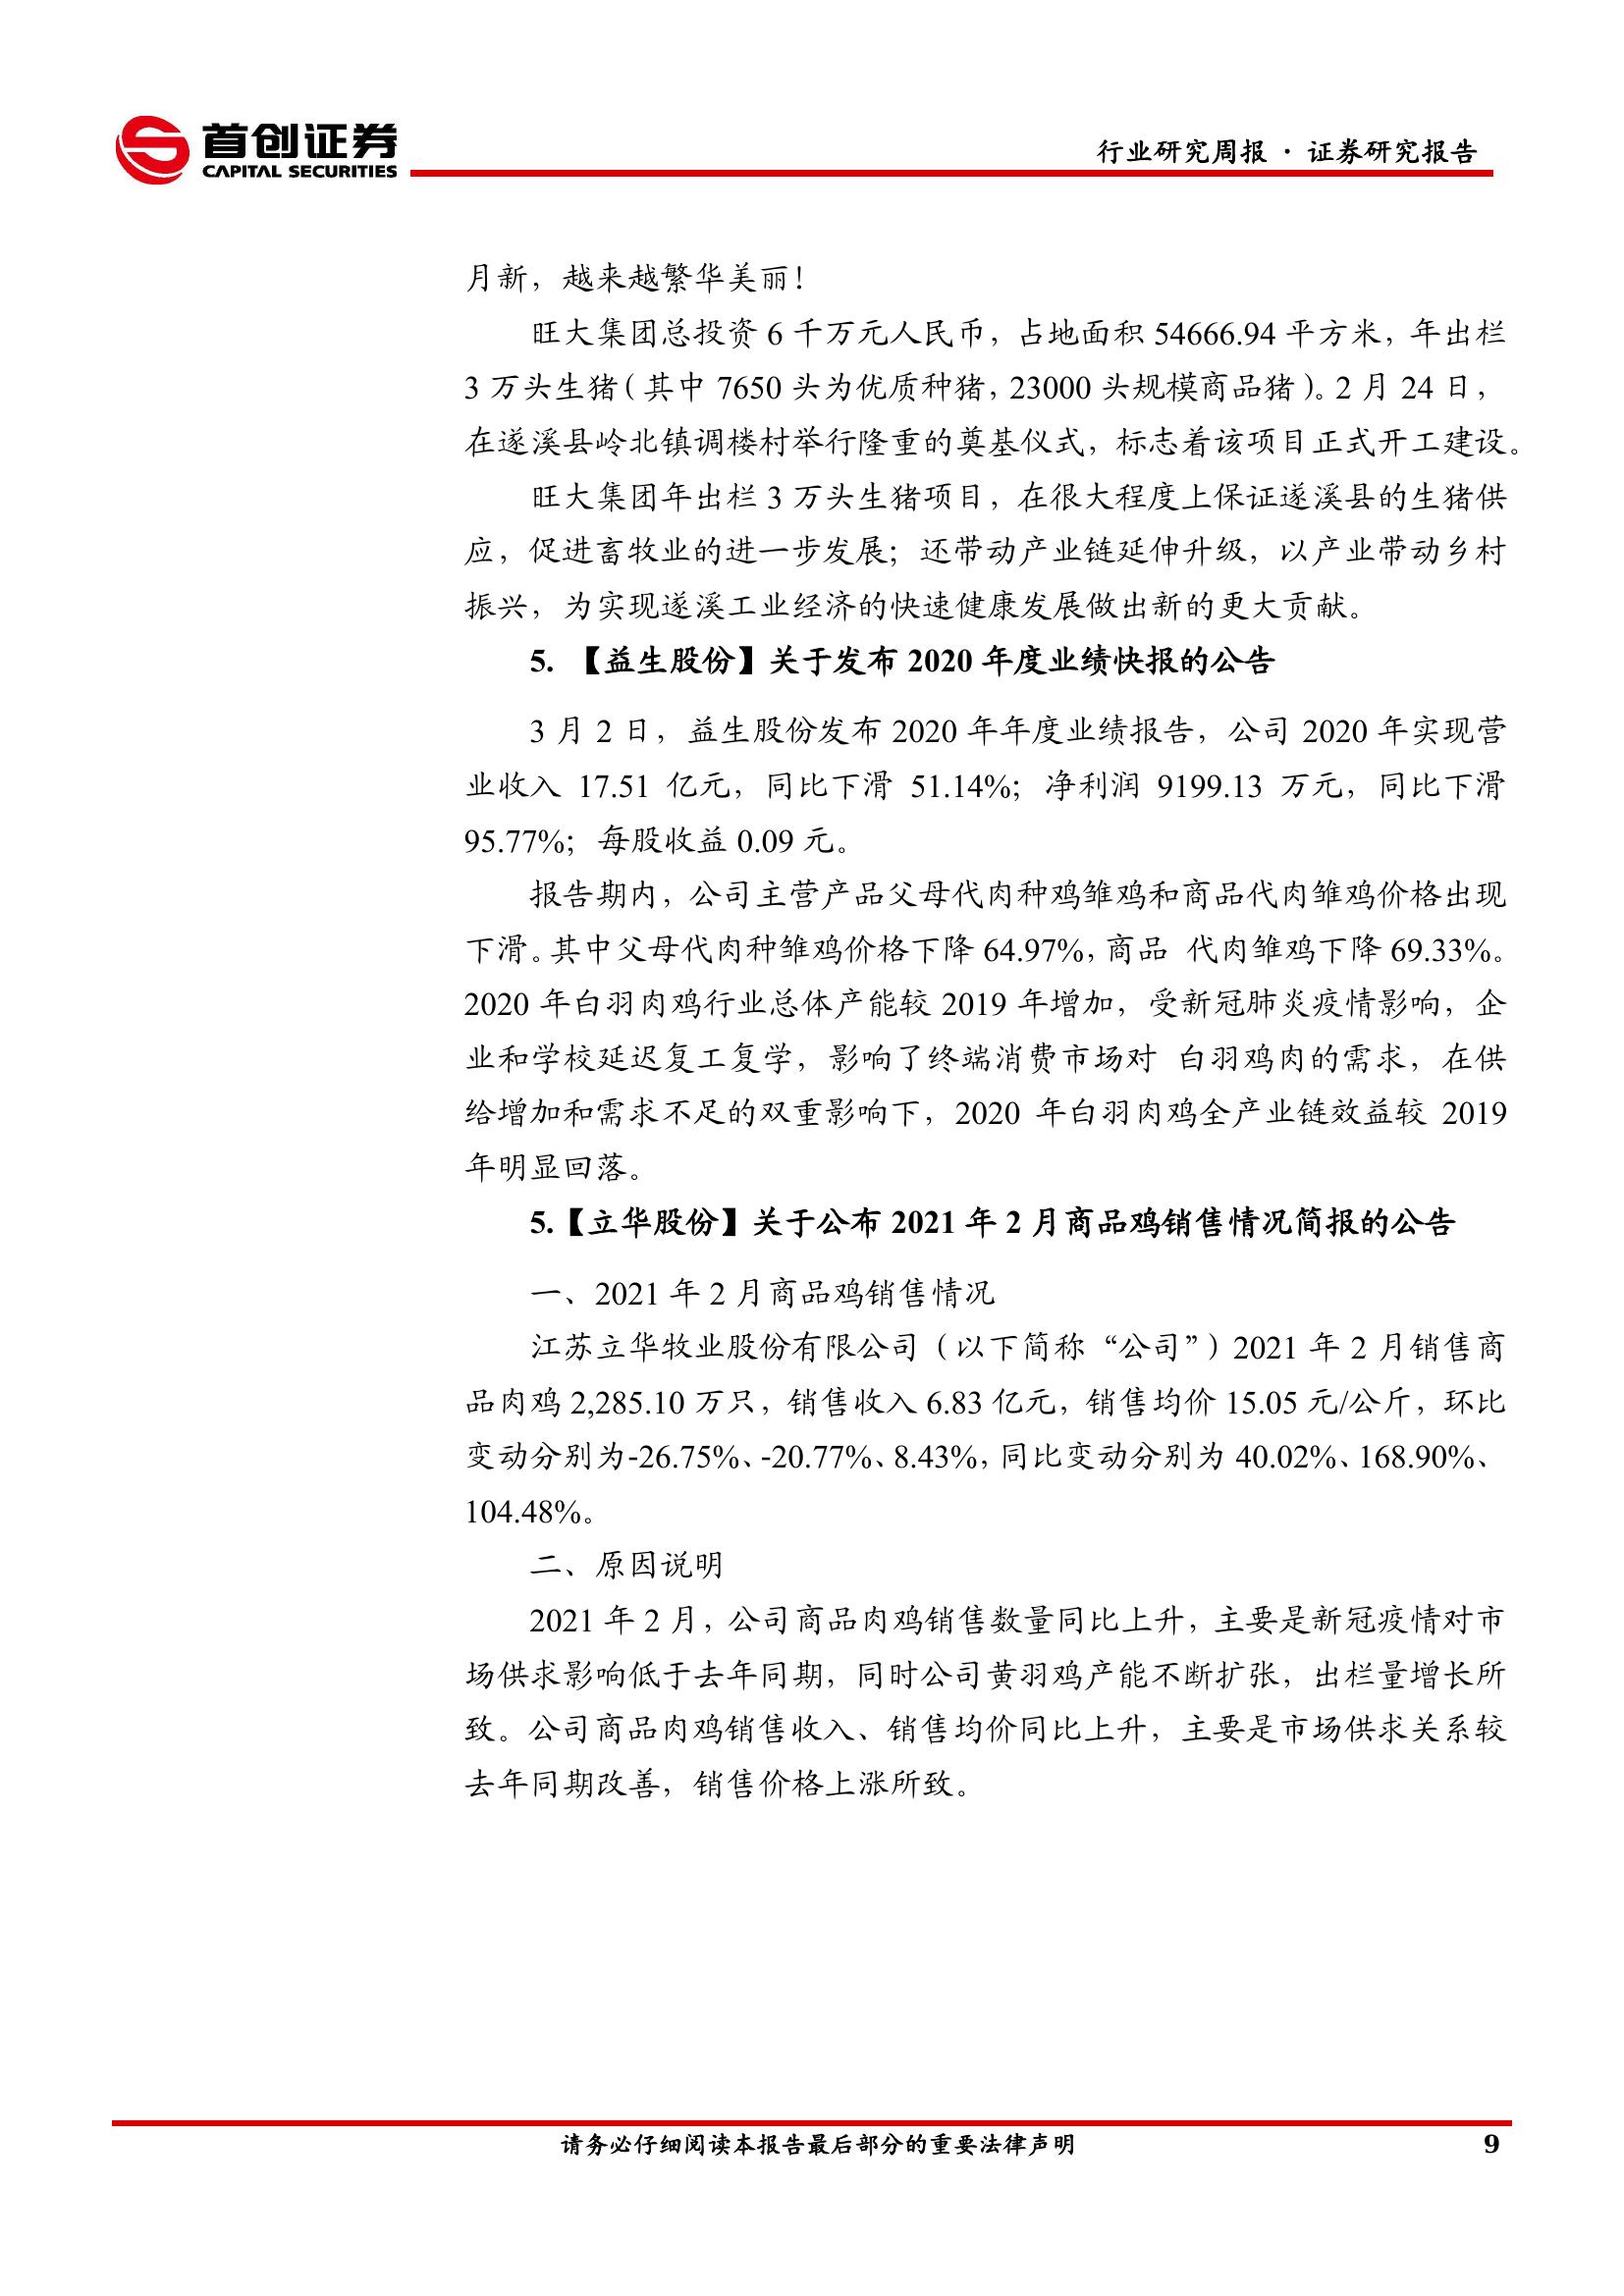 首创证券
CAPITAL SECURITIES
行业研究周报 · 证券研究报告
月新，越来越繁华美丽！
旺大集团总投资 6 千万元人民币，占地面积 54666.94 平方米，年出栏
3 万头生猪（其中 7650 头为优质种猪，23000 头规模商品猪）。2 月 24 日，
在遂溪县岭北镇调楼村举行隆重的奠基仪式，标志着该项目正式开工建设。
旺大集团年出栏 3 万头生猪项目，在很大程度上保证遂溪县的生猪供
应，促进畜牧业的进一步发展；还带动产业链延伸升级，以产业带动乡村
振兴，为实现遂溪工业经济的快速健康发展做出新的更大贡献。
5. 【益生股份】关于发布 2020 年度业绩快报的公告
3 月 2 日，益生股份发布 2020 年年度业绩报告，公司 2020 年实现营
业收入 17.51 亿元，同比下滑 51.14%；净利润 9199.13 万元，同比下滑
95.77%；每股收益 0.09 元。
报告期内，公司主营产品父母代肉种鸡雏鸡和商品代肉雏鸡价格出现
下滑。其中父母代肉种雏鸡价格下降 64.97%，商品 代肉雏鸡下降 69.33%。
2020 年白羽肉鸡行业总体产能较 2019 年增加，受新冠肺炎疫情影响，企
业和学校延迟复工复学，影响了终端消费市场对 白羽鸡肉的需求，在供
给增加和需求不足的双重影响下，2020 年白羽肉鸡全产业链效益较 2019
年明显回落。
5.【立华股份】关于公布 2021 年 2 月商品鸡销售情况简报的公告
一、2021 年 2 月商品鸡销售情况
江苏立华牧业股份有限公司（以下简称“公司”）2021 年 2 月销售商
品肉鸡 2,285.10 万只，销售收入 6.83 亿元，销售均价 15.05 元/公斤，环比
变动分别为-26.75%、-20.77%、8.43%，同比变动分别为 40.02%、168.90%、
104.48%。
二、原因说明
2021 年 2 月，公司商品肉鸡销售数量同比上升，主要是新冠疫情对市
场供求影响低于去年同期，同时公司黄羽鸡产能不断扩张，出栏量增长所
致。公司商品肉鸡销售收入、销售均价同比上升，主要是市场供求关系较
去年同期改善，销售价格上涨所致。
请务必仔细阅读本报告最后部分的重要法律声明
9